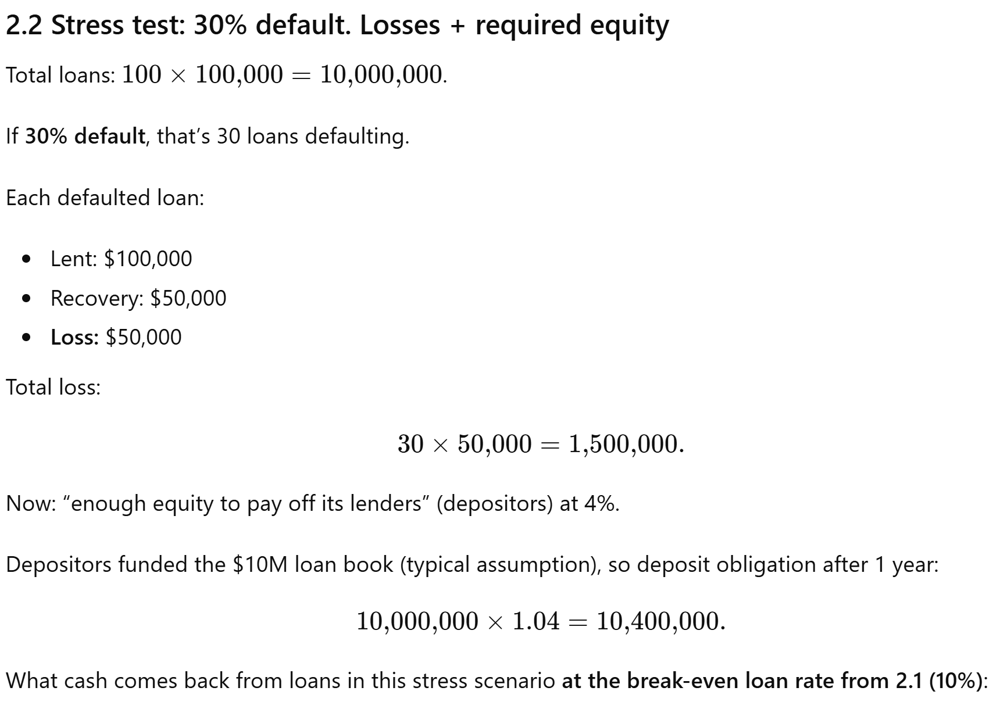 2.2 Stress test: 30% default. Losses + required equity
Total loans: 100 × 100,000 = 10,000,000.
If 30% default, that’s 30 loans defaulting.
Each defaulted loan:
• Lent: $100,000
• Recovery: $50,000
• Loss: $50,000
Total loss:
30 × 50,000 = 1,500,000.
Now: “enough equity to pay off its lenders” (depositors) at 4%.
Depositors funded the $10M loan book (typical assumption), so deposit obligation after 1 year:
10,000,000 × 1.04 = 10,400,000.
What cash comes back from loans in this stress scenario at the break-even loan rate from 2.1 (10%):